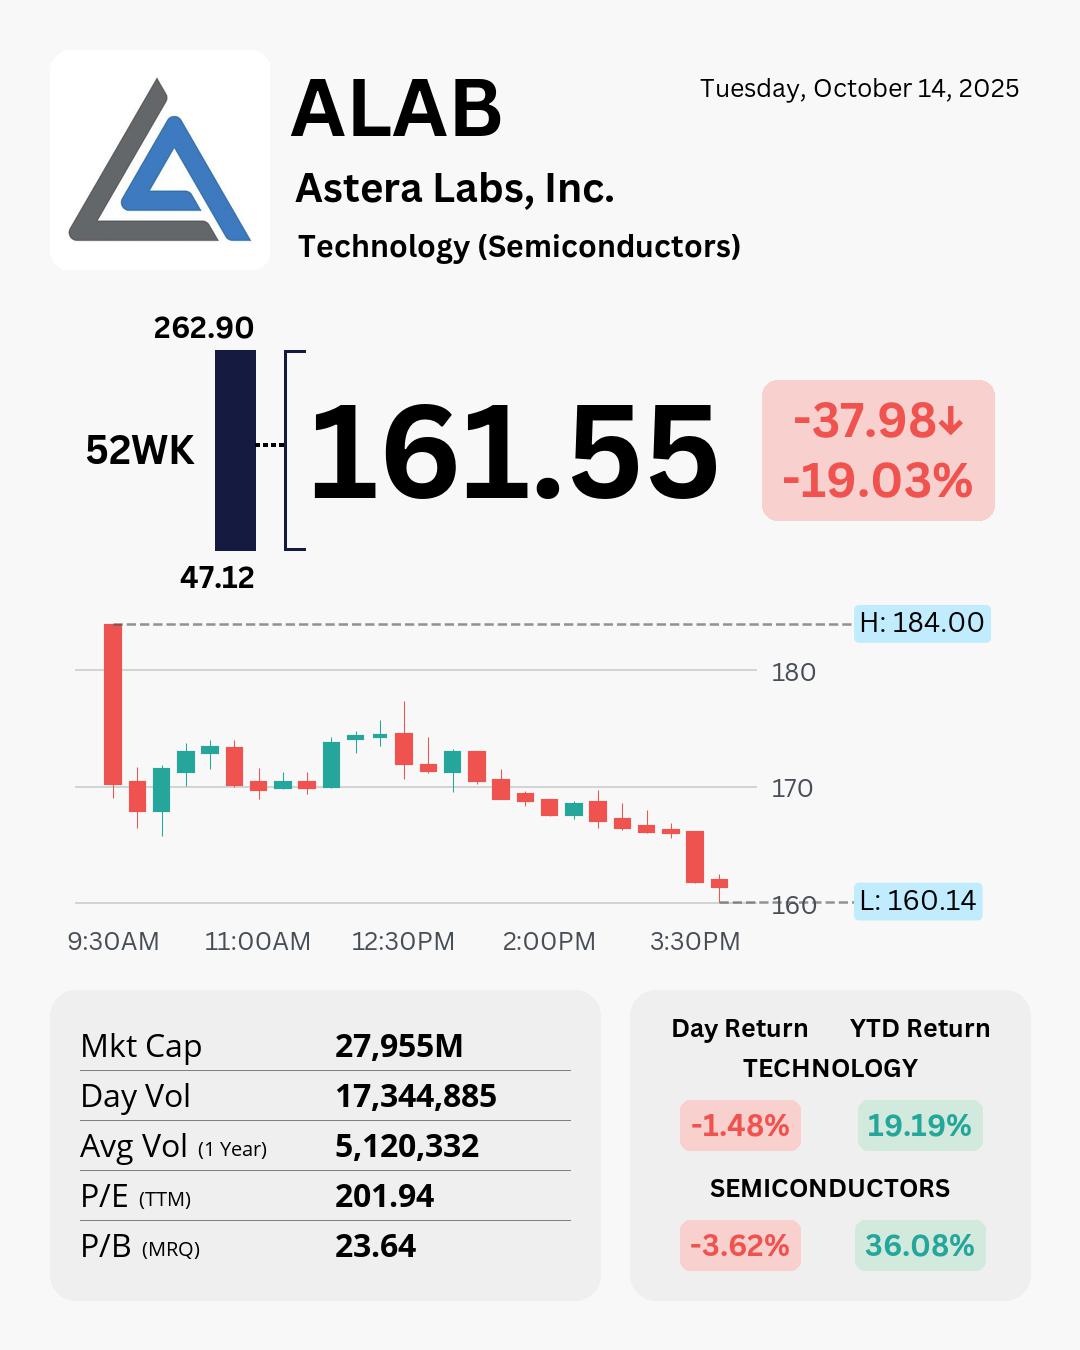 ALAB
Tuesday, October 14, 2025
Astera Labs, Inc.
Technology (Semiconductors)
262.90
52WK
47.12
161.55
-37.98↓
-19.03%
H: 184.00
180
170
160
L: 160.14
9:30AM 11:00AM 12:30PM 2:00PM 3:30PM
Mkt Cap 27,955M
Day Vol 17,344,885
Avg Vol (1 Year) 5,120,332
P/E (TTM) 201.94
P/B (MRQ) 23.64
Day Return YTD Return
TECHNOLOGY
-1.48% 19.19%
SEMICONDUCTORS
-3.62% 36.08%